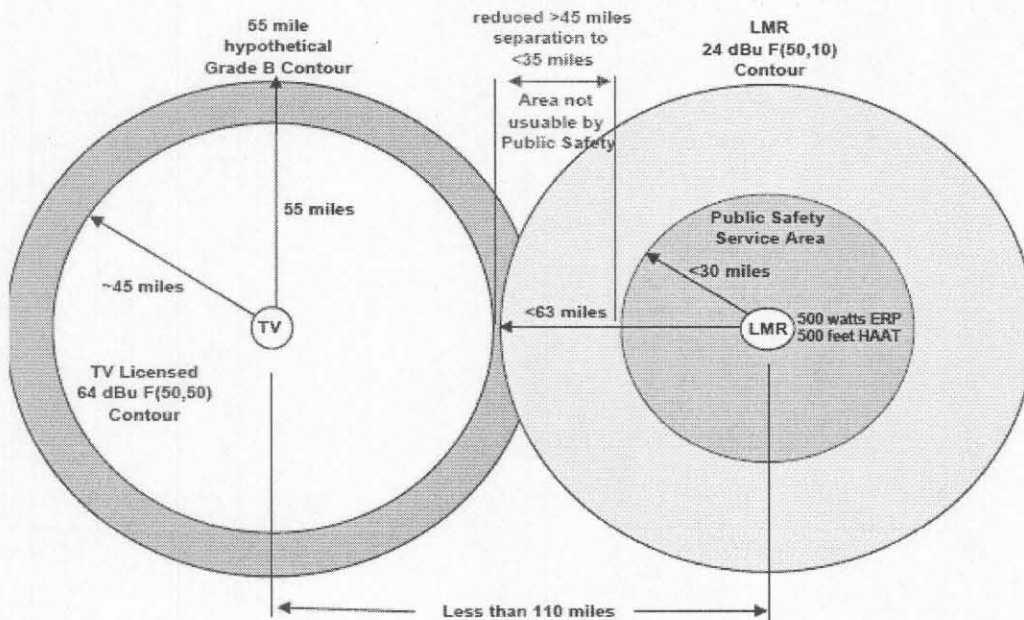 55 mile
hypothetical
Grade B Contour
reduced >45 miles
separation to
<35 miles
Area not
usuable by
Public Safety
LMR
24 dBu F(50,10)
Contour
55 miles
~45 miles
TV
TV Licensed
64 dBu F(50,50)
Contour
Public Safety
Service Area
<30 miles
<63 miles
LMR
500 watts ERP
500 feet HAAT
Less than 110 miles